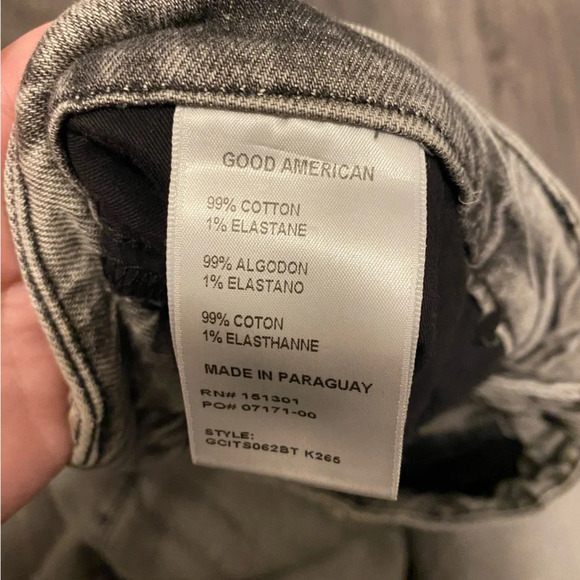 GOOD AMERICAN
99% COTTON
1% ELASTANE
99% ALGODON
1% ELASTANO
99% COTON
1% ELASTHANNE
MADE IN PARAGUAY
RN# 151301
PO# 07171-00
STYLE:
GCITS062BT K265